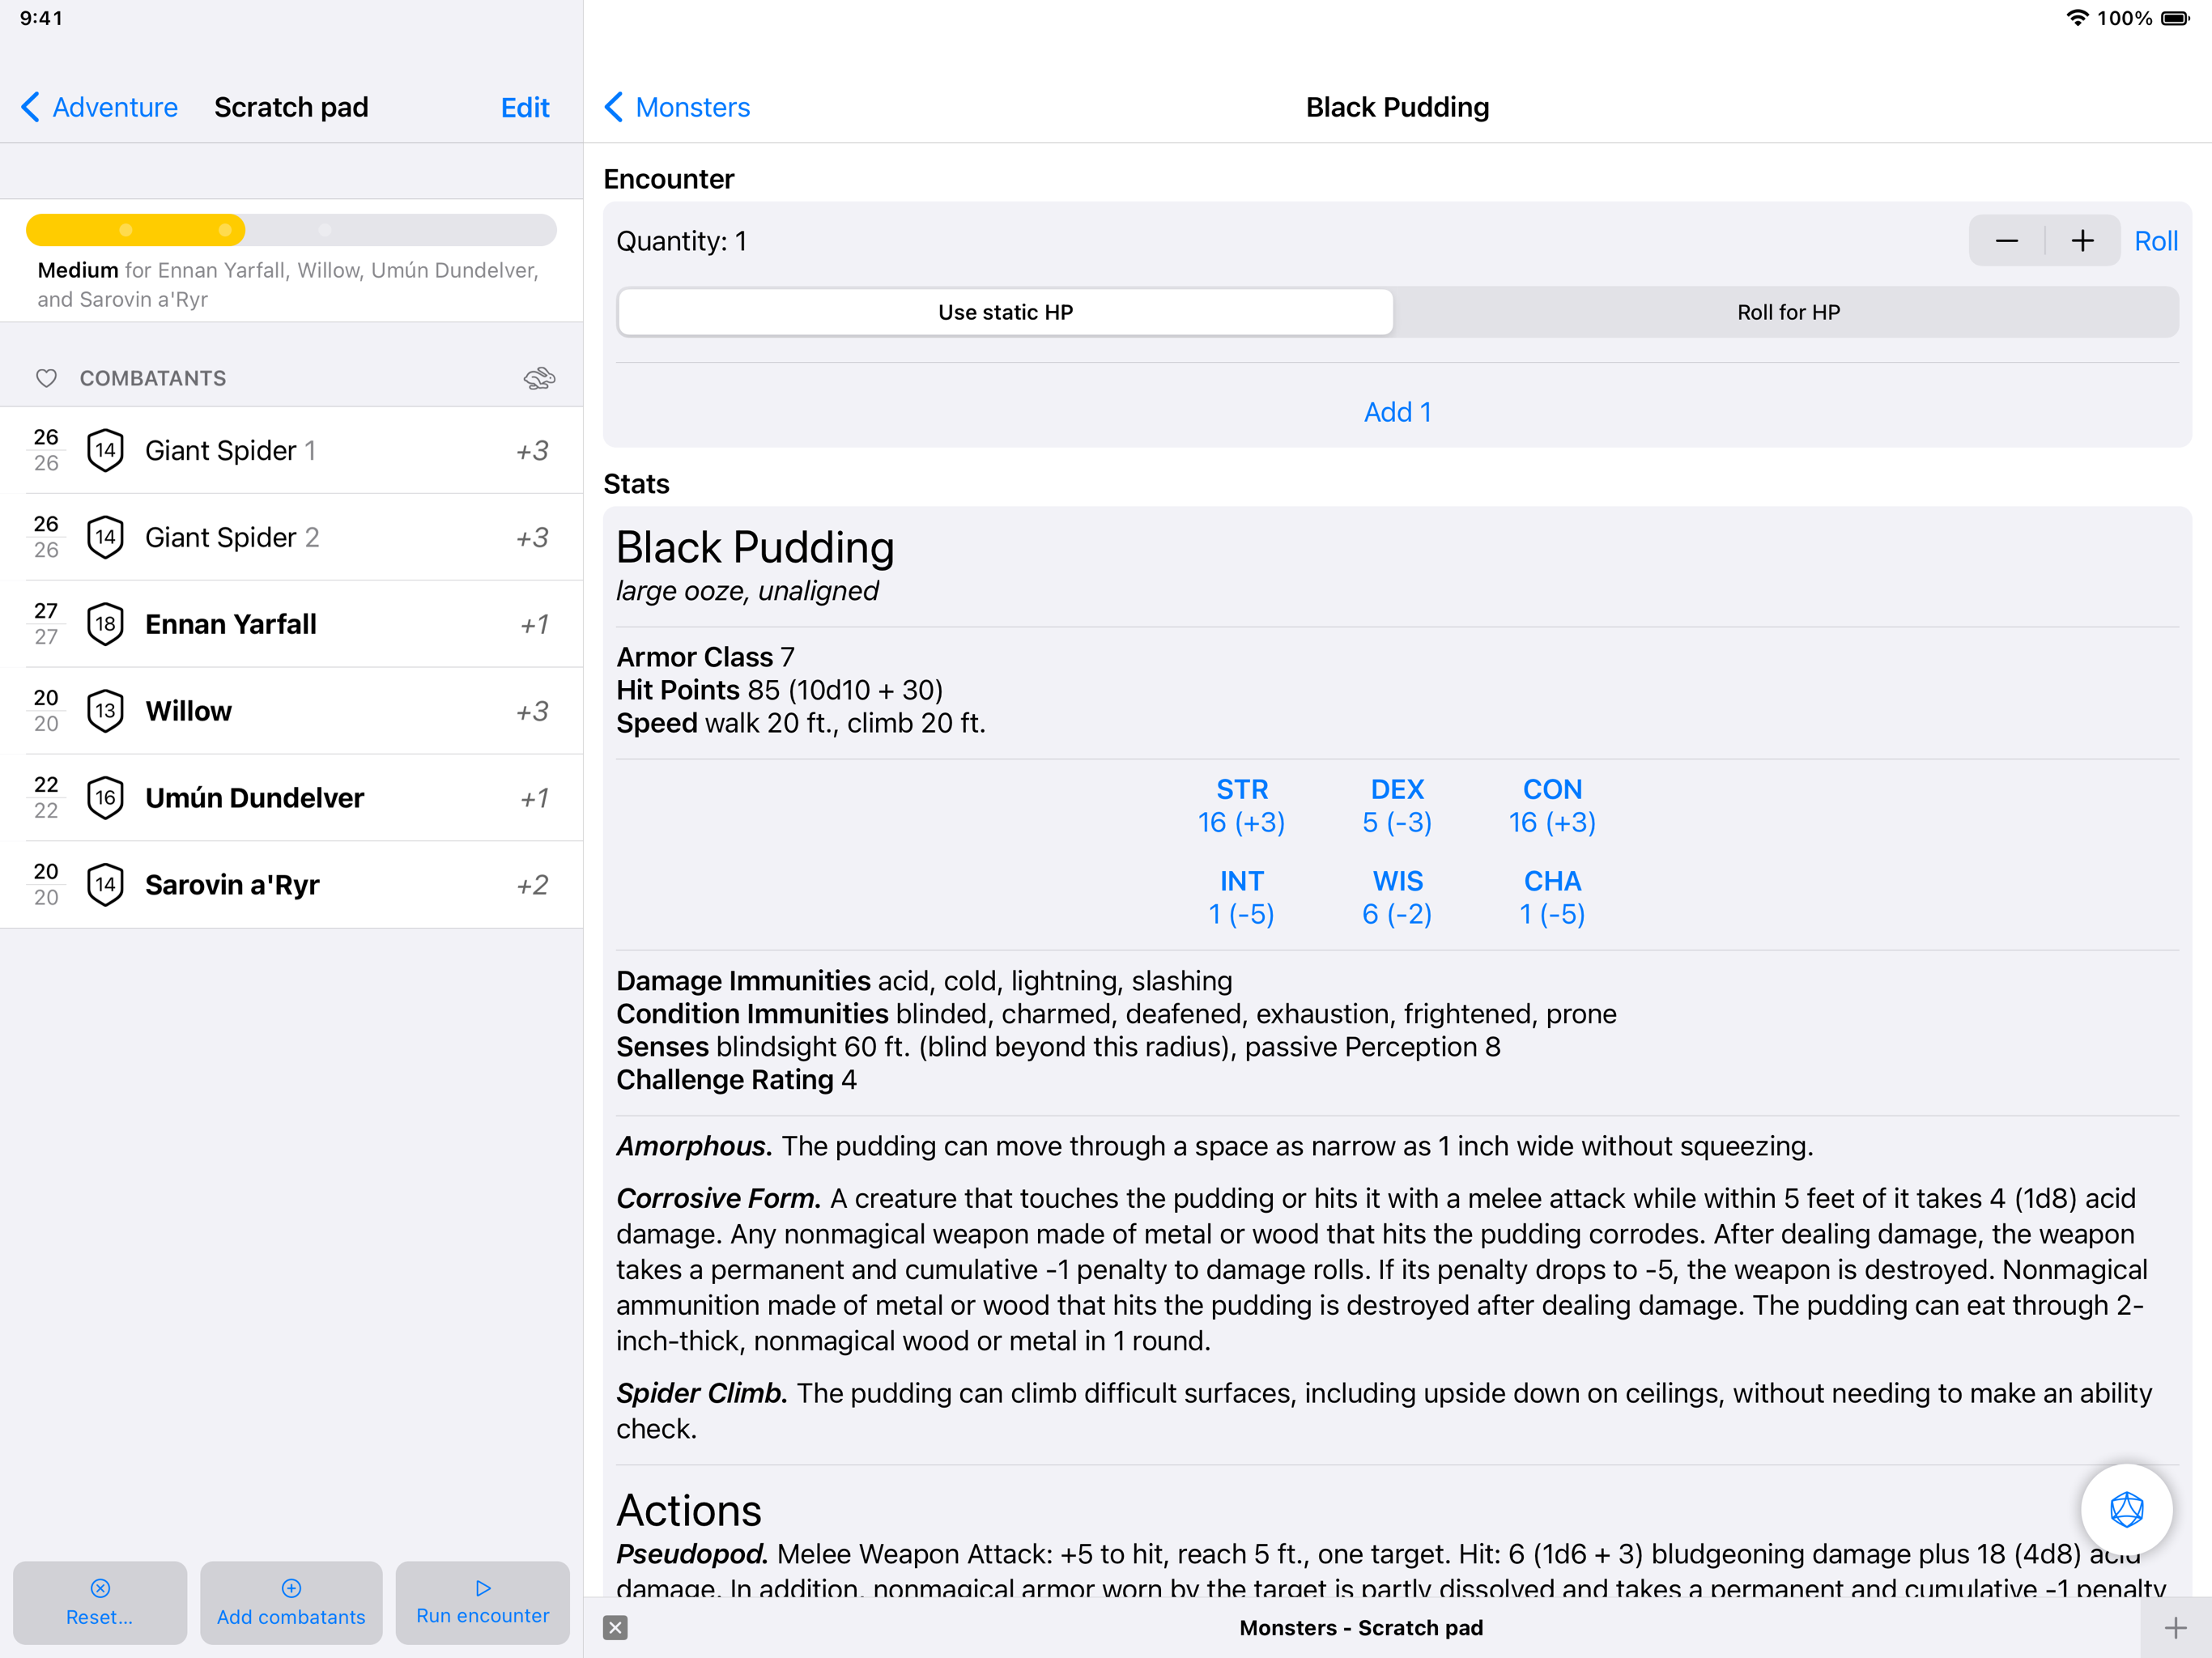 9:41
100%
Adventure
Scratch pad
Edit
Medium for Ennan Yarfall, Willow, Umún Dundelver,
and Sarovin a'Ryr
COMBATANTS
26
26
14
Giant Spider 1
+3
26
26
14
Giant Spider 2
+3
27
27
18
Ennan Yarfall
+1
20
20
13
Willow
+3
22
22
16
Umún Dundelver
+1
20
20
14
Sarovin a'Ryr
+2
Reset...
Add combatants
Run encounter
Monsters
Black Pudding
Encounter
Quantity: 1
Roll
Use static HP
Roll for HP
Add 1
Stats
Black Pudding
large ooze, unaligned
Armor Class 7
Hit Points 85 (10d10 + 30)
Speed walk 20 ft., climb 20 ft.
STR DEX CON
16 (+3) 5 (-3) 16 (+3)
INT WIS CHA
1 (-5) 6 (-2) 1 (-5)
Damage Immunities acid, cold, lightning, slashing
Condition Immunities blinded, charmed, deafened, exhaustion, frightened, prone
Senses blindsight 60 ft. (blind beyond this radius), passive Perception 8
Challenge Rating 4
Amorphous. The pudding can move through a space as narrow as 1 inch wide without squeezing.
Corrosive Form. A creature that touches the pudding or hits it with a melee attack while within 5 feet of it takes 4 (1d8) acid
damage. Any nonmagical weapon made of metal or wood that hits the pudding corrodes. After dealing damage, the weapon
takes a permanent and cumulative -1 penalty to damage rolls. If its penalty drops to -5, the weapon is destroyed. Nonmagical
ammunition made of metal or wood that hits the pudding is destroyed after dealing damage. The pudding can eat through 2-
inch-thick, nonmagical wood or metal in 1 round.
Spider Climb. The pudding can climb difficult surfaces, including upside down on ceilings, without needing to make an ability
check.
Actions
Pseudopod. Melee Weapon Attack: +5 to hit, reach 5 ft., one target. Hit: 6 (1d6 + 3) bludgeoning damage plus 18 (4d8) acid
damage. In addition, nonmagical armor worn by the target is partly dissolved and takes a permanent and cumulative -1 penalty
Monsters - Scratch pad